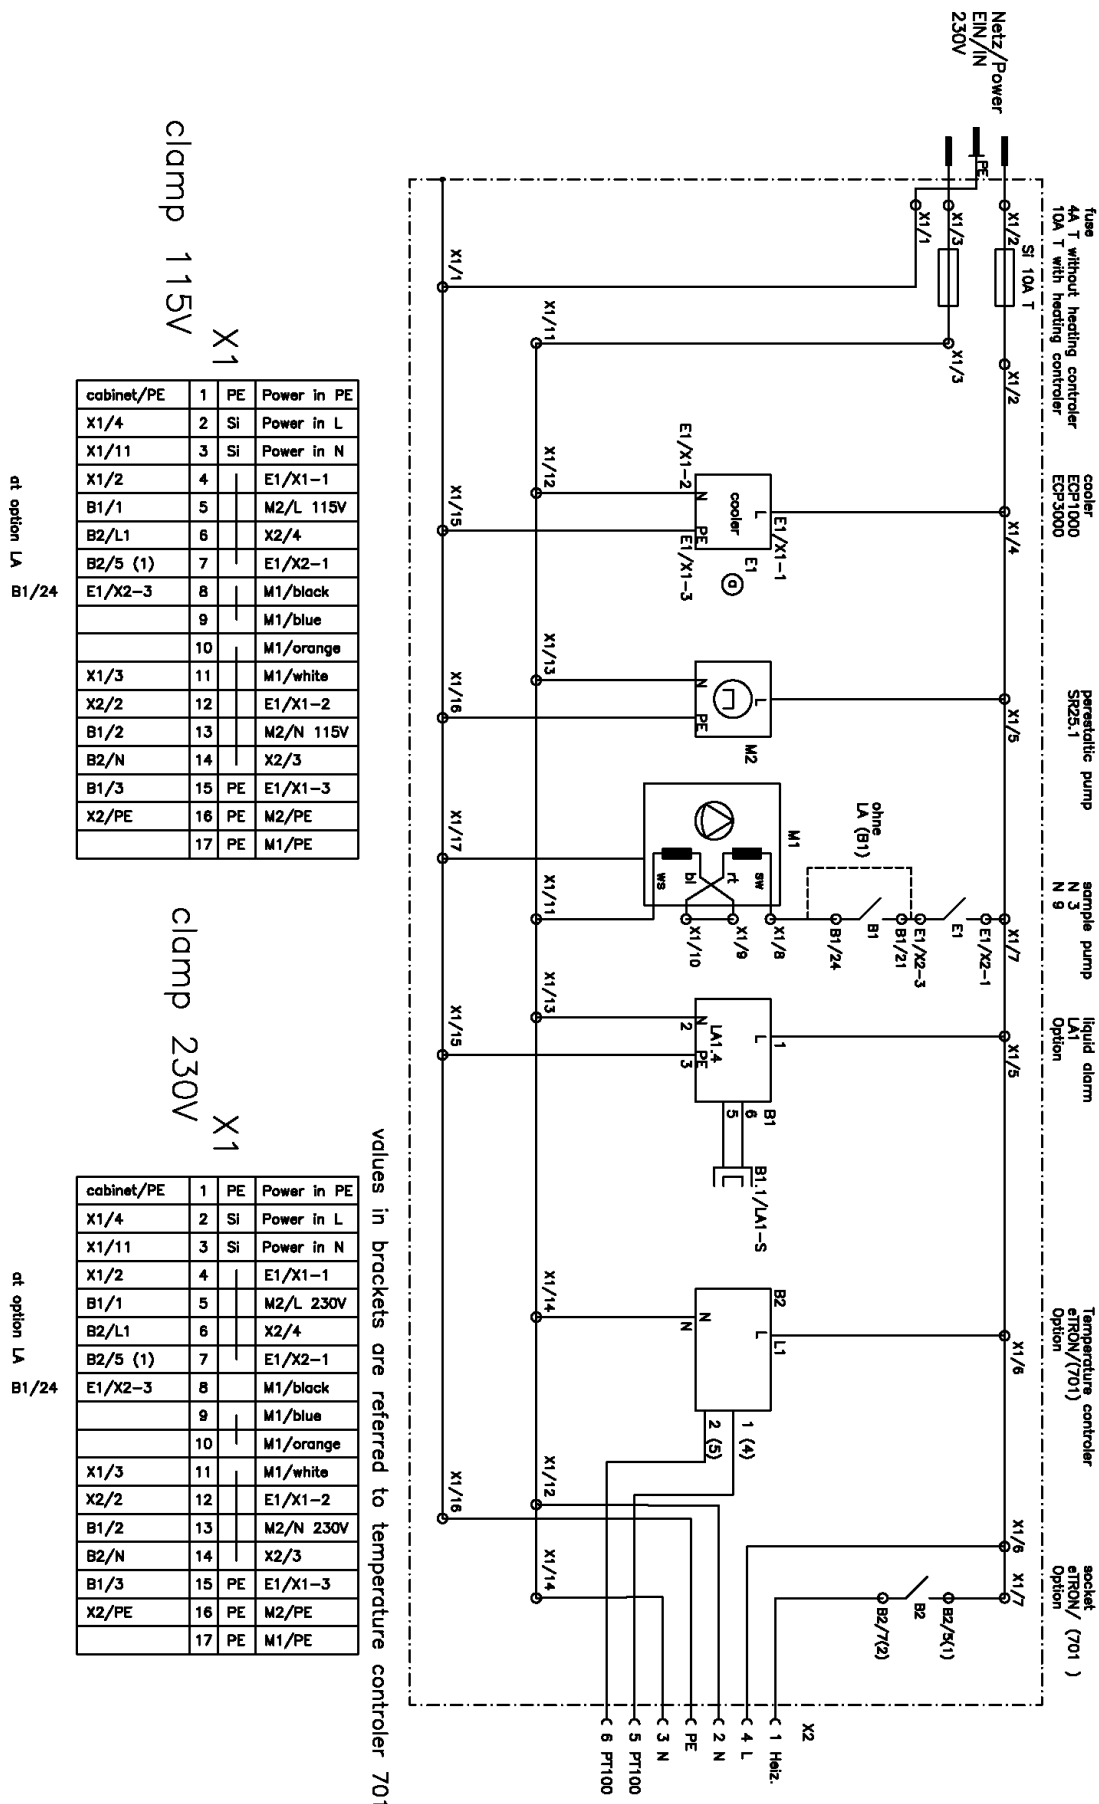 Netz/Power
EIN/IN
230V
PE
fuse
4A T without heating controler
10A T with heating controler
cooler
ECP1000
ECP3000
perestaltic pump
SR25.1
sample pump
N 3
N 9
liquid alarm
LA1
Option
Temperature controler
eTRON/(701)
Option
socket
eTRON/ (701 )
Option
X1/2
Si 10A T
X1/2
X1/4
X1/5
X1/7
X1/5
X1/6
X1/6
X1/7
X1/3
X1/3
X1/1
E1/X2-1
E1
E1/X2-3
B1/21
B1
B1/24
ohne
LA (B1)
B2/5(1)
B2
B2/7(2)
E1/X1-1
L
E1
cooler
a
N
PE
E1/X1-2
E1/X1-3
L
M2
N
PE
M1
sw
rt
bl
ws
X1/8
X1/9
X1/10
1
L
B1
LA1.4
N
PE
2
3
6
5
B1.1/LA1-S
B2
L1
L
N
N
1 (4)
2 (5)
X1/11
X1/12
X1/13
X1/11
X1/13
X1/14
X1/12
X1/14
X1/1
X1/15
X1/16
X1/17
X1/15
X1/16
X2
1 Heiz.
4 L
2 N
PE
3 N
5 PT100
6 PT100
values in brackets are referred to temperature controler 701
clamp 115V
X1
cabinet/PE 1 PE Power in PE
X1/4 2 Si Power in L
X1/11 3 Si Power in N
X1/2 4 E1/X1-1
B1/1 5 M2/L 115V
B2/L1 6 X2/4
B2/5 (1) 7 E1/X2-1
E1/X2-3 8 M1/black
9 M1/blue
10 M1/orange
X1/3 11 M1/white
X2/2 12 E1/X1-2
B1/2 13 M2/N 115V
B2/N 14 X2/3
B1/3 15 PE E1/X1-3
X2/PE 16 PE M2/PE
17 PE M1/PE
at option LA B1/24
clamp 230V
X1
cabinet/PE 1 PE Power in PE
X1/4 2 Si Power in L
X1/11 3 Si Power in N
X1/2 4 E1/X1-1
B1/1 5 M2/L 230V
B2/L1 6 X2/4
B2/5 (1) 7 E1/X2-1
E1/X2-3 8 M1/black
9 M1/blue
10 M1/orange
X1/3 11 M1/white
X2/2 12 E1/X1-2
B1/2 13 M2/N 230V
B2/N 14 X2/3
B1/3 15 PE E1/X1-3
X2/PE 16 PE M2/PE
17 PE M1/PE
at option LA B1/24